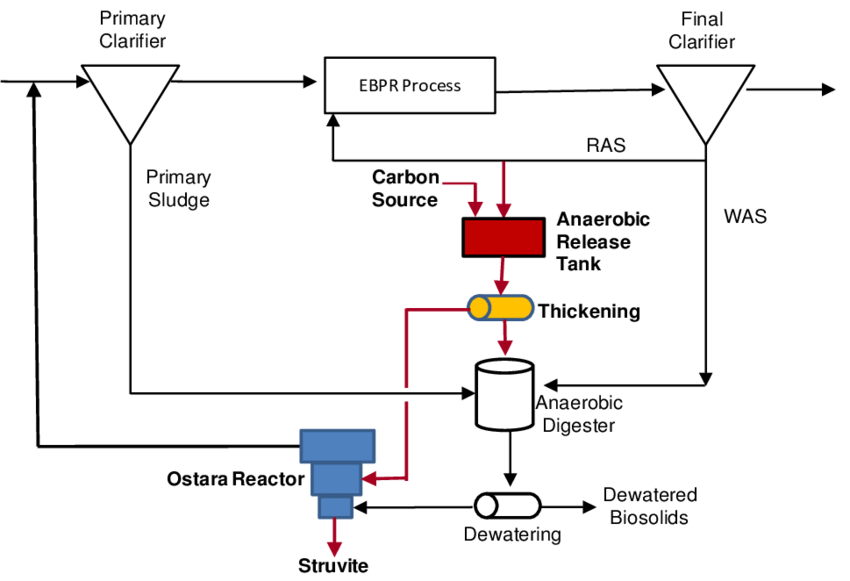 Primary
Clarifier
Final
Clarifier
EBPR Process
RAS
Primary
Sludge
Carbon
Source
Anaerobic
Release
Tank
WAS
Thickening
Anaerobic
Digester
Ostara Reactor
Dewatered
Biosolids
Dewatering
Struvite